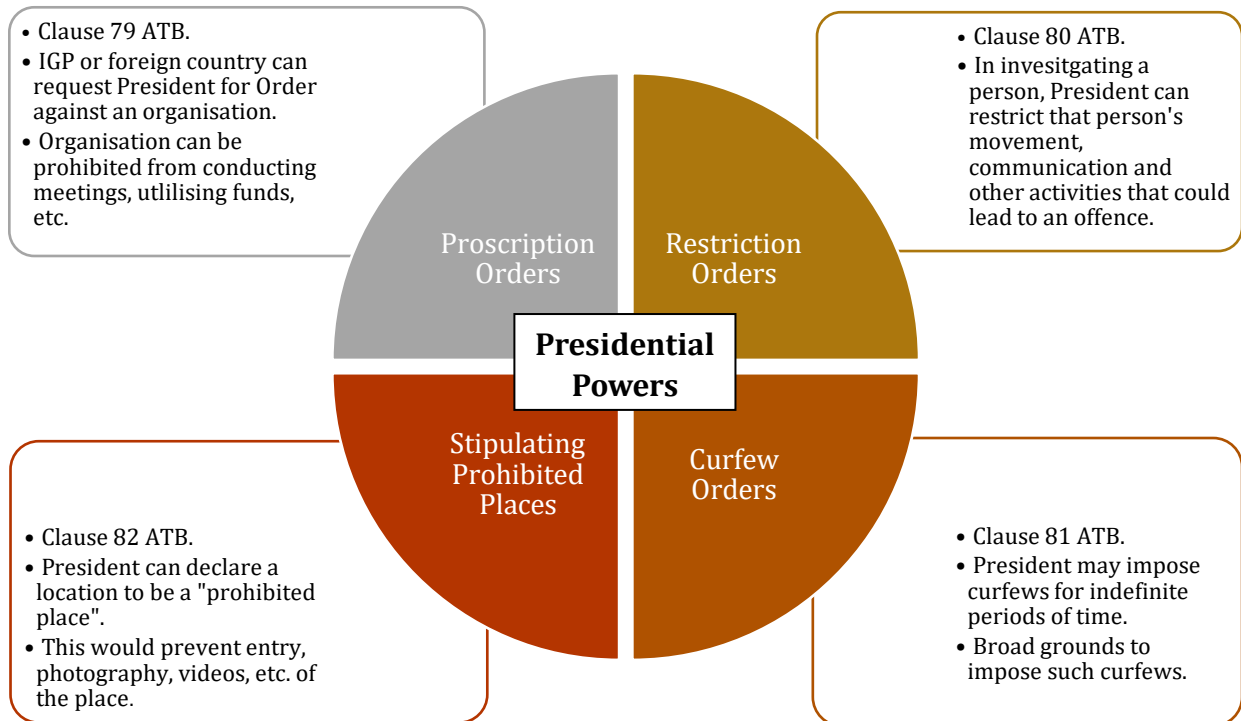 • Clause 79 ATB.
• IGP or foreign country can
request President for Order
against an organisation.
• Organisation can be
prohibited from conducting
meetings, utlilising funds,
etc.
• Clause 80 ATB.
• In invesitgating a
person, President can
restrict that person's
movement,
communication and
other activities that could
lead to an offence.
Proscription
Orders
Restriction
Orders
Presidential
Powers
Stipulating
Prohibited
Places
Curfew
Orders
• Clause 82 ATB.
• President can declare a
location to be a "prohibited
place".
• This would prevent entry,
photography, videos, etc. of
the place.
• Clause 81 ATB.
• President may impose
curfews for indefinite
periods of time.
• Broad grounds to
impose such curfews.